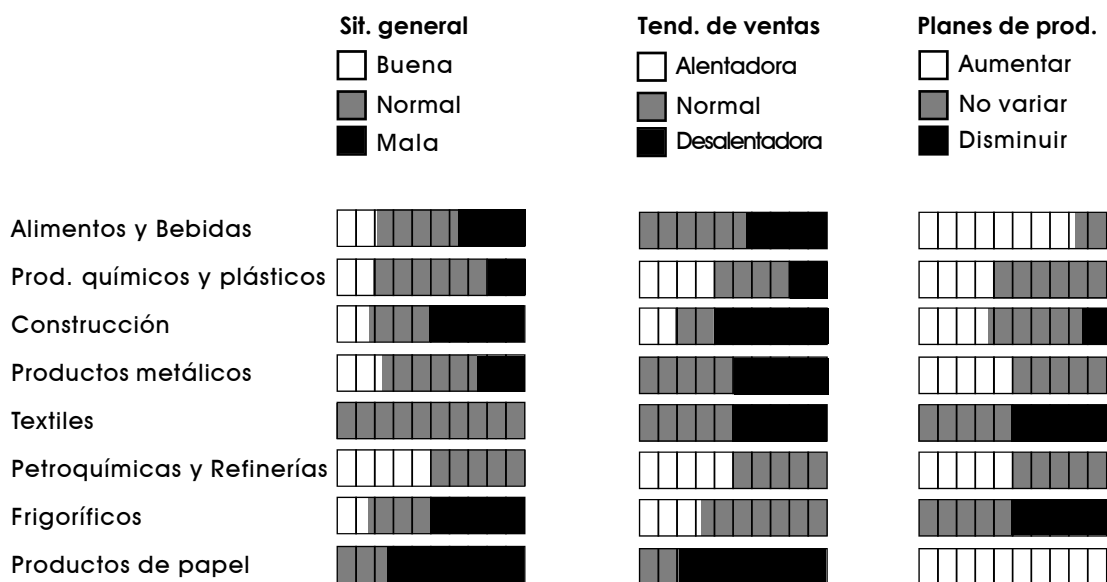 Sit. general Tend. de ventas Planes de prod.
Buena Alentadora Aumentar
Normal Normal No variar
Mala Desalentadora Disminuir
Alimentos y Bebidas
Prod. químicos y plásticos
Construcción
Productos metálicos
Textiles
Petroquímicas y Refinerías
Frigoríficos
Productos de papel